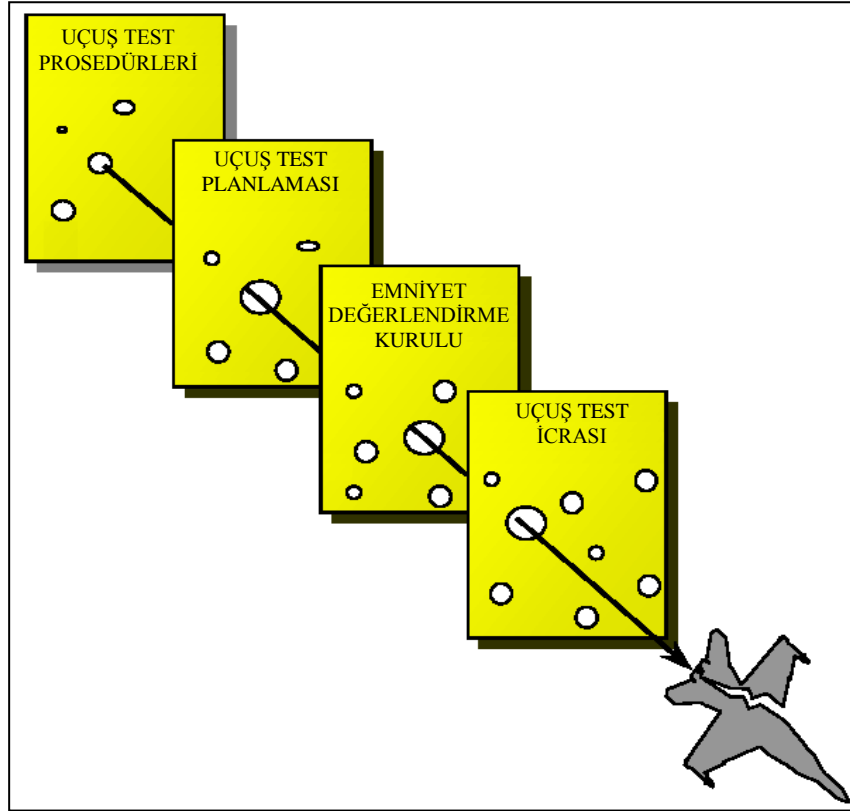 UÇUŞ TEST
PROSEDÜRLERİ
UÇUŞ TEST
PLANLAMASI
EMNİYET
DEĞERLENDİRME
KURULU
UÇUŞ TEST
İCRASI